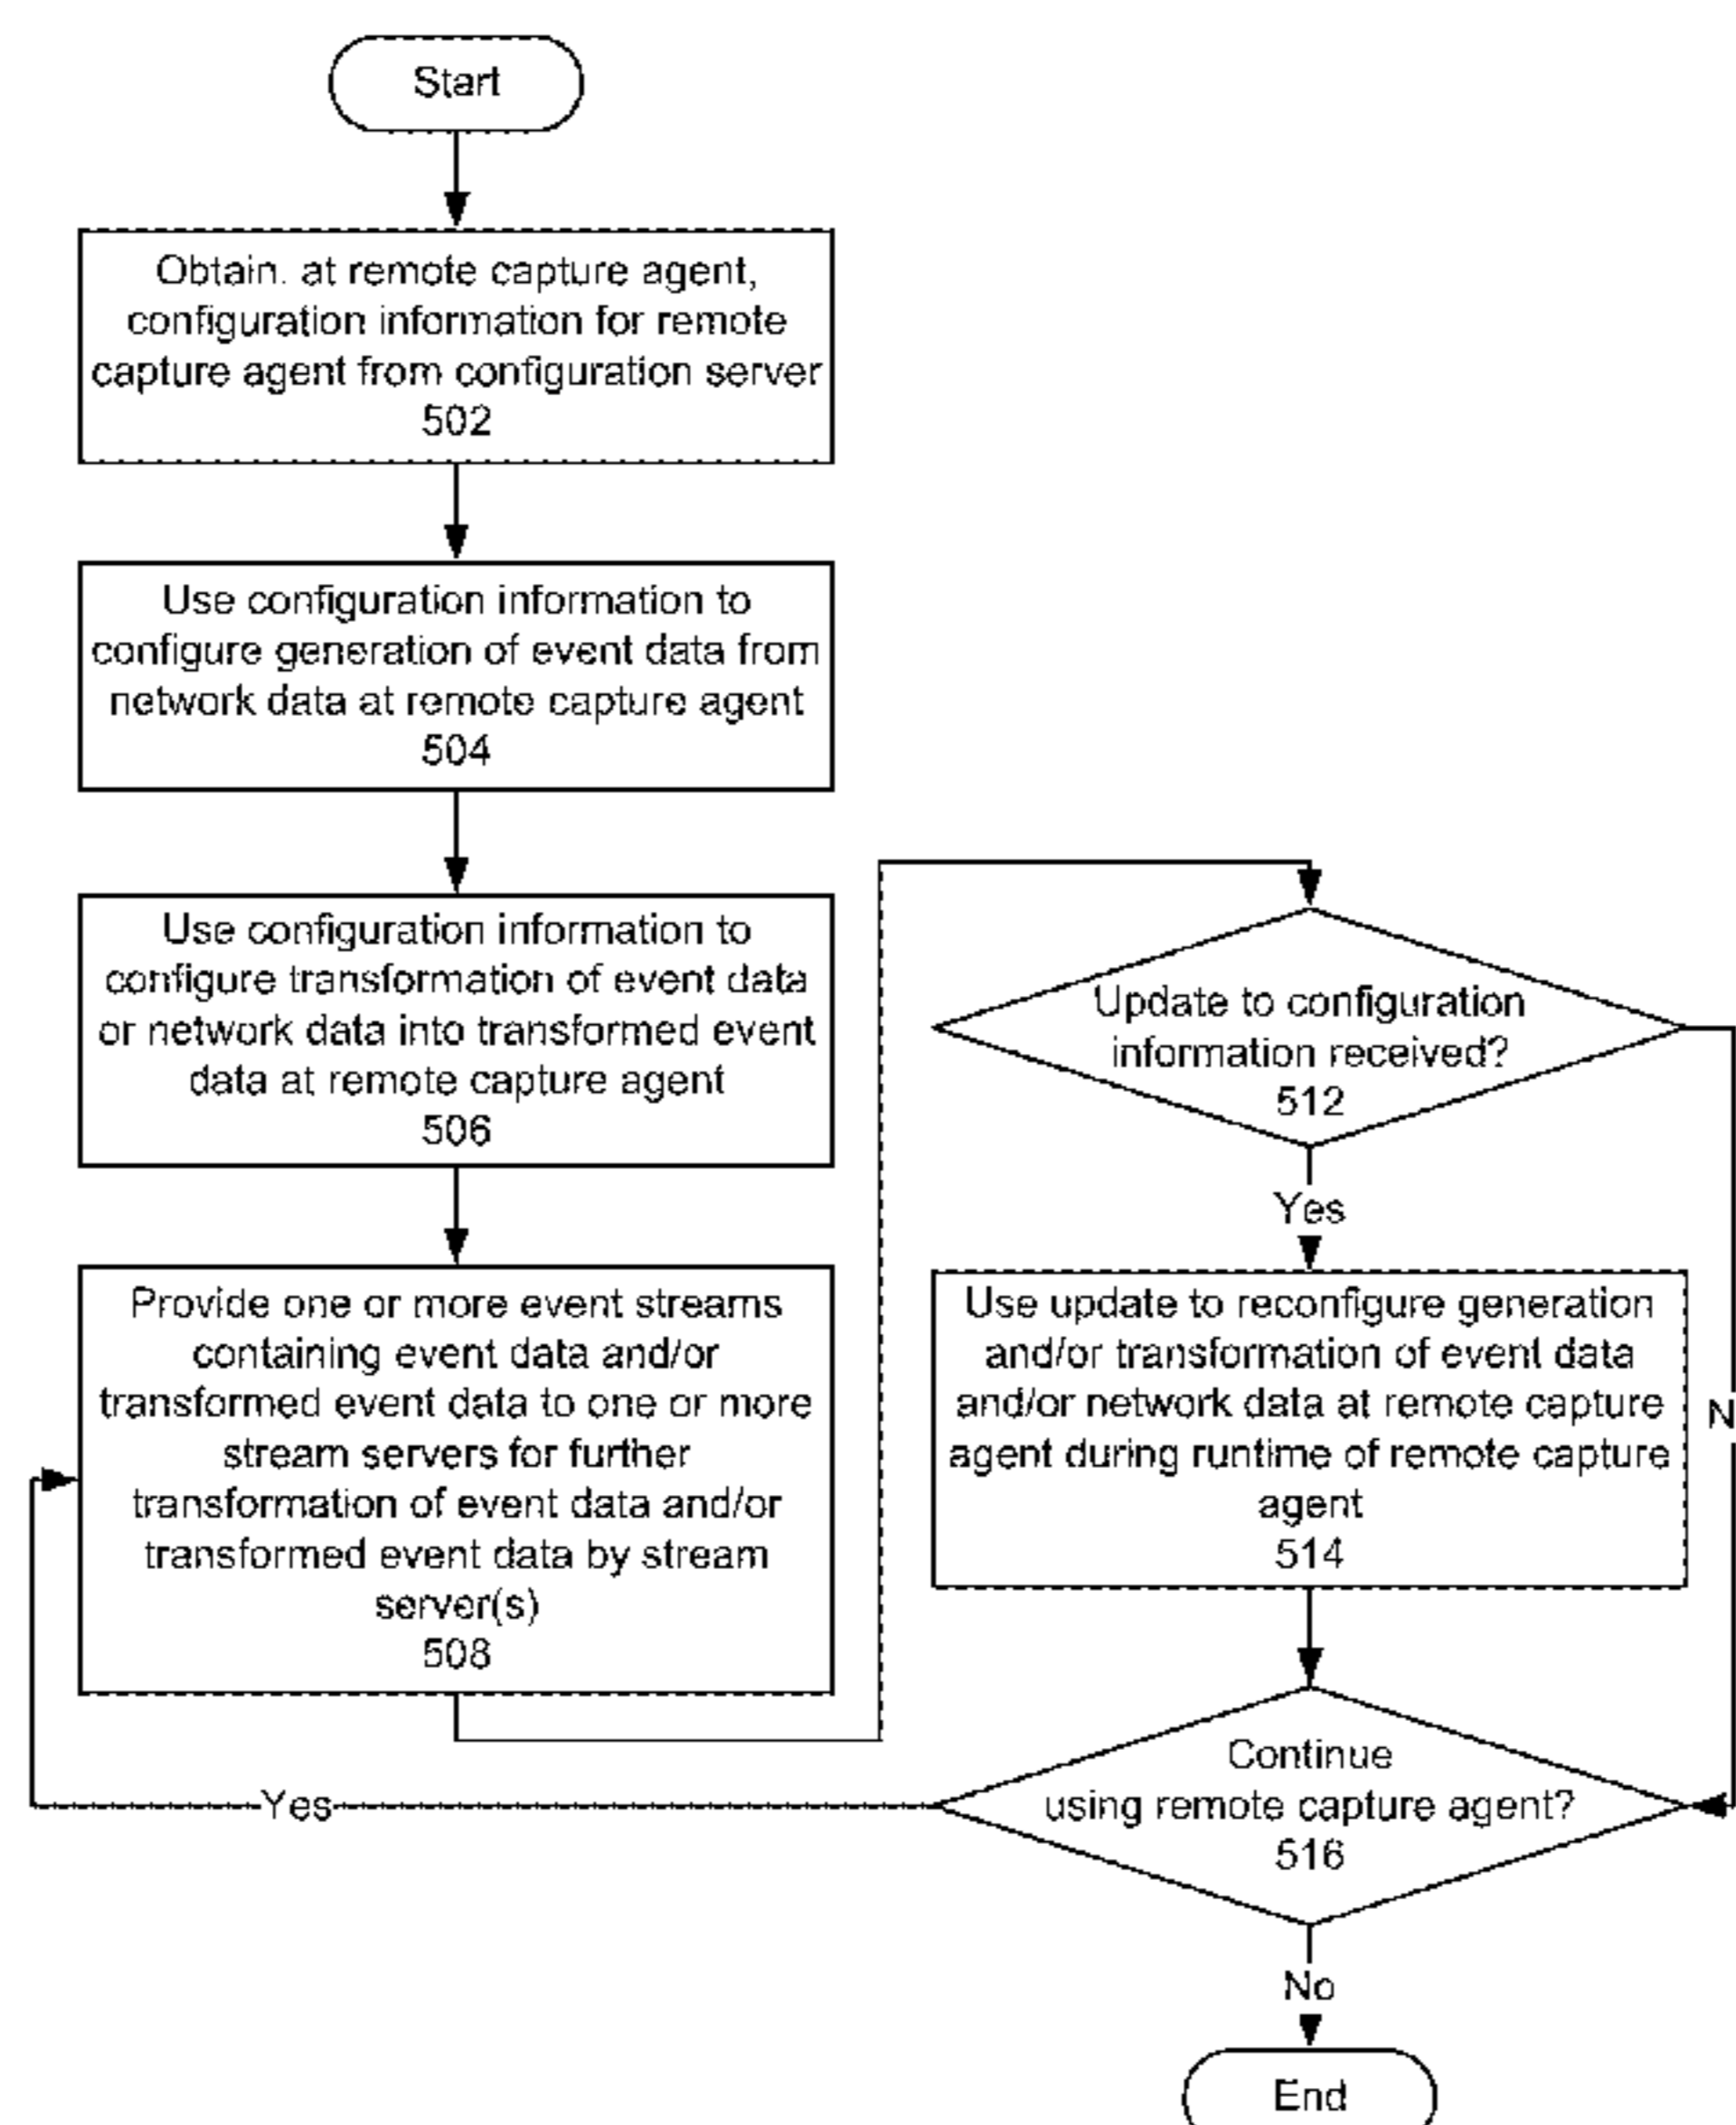 Start
Obtain. at remote capture agent,
configuration information for remote
capture agent from configuration server
502
Use configuration information to
configure generation of event data from
network data at remote capture agent
504
Use configuration information to
configure transformation of event data
or network data into transformed event
data at remote capture agent
506
Provide one or more event streams
containing event data and/or
transformed event data to one or more
stream servers for further
transformation of event data and/or
transformed event data by stream
server(s)
508
Update to configuration
information received?
512
Yes
Use update to reconfigure generation
and/or transformation of event data
and/or network data at remote capture
agent during runtime of remote capture
agent
514
N
Continue
using remote capture agent?
516
Yes
No
End